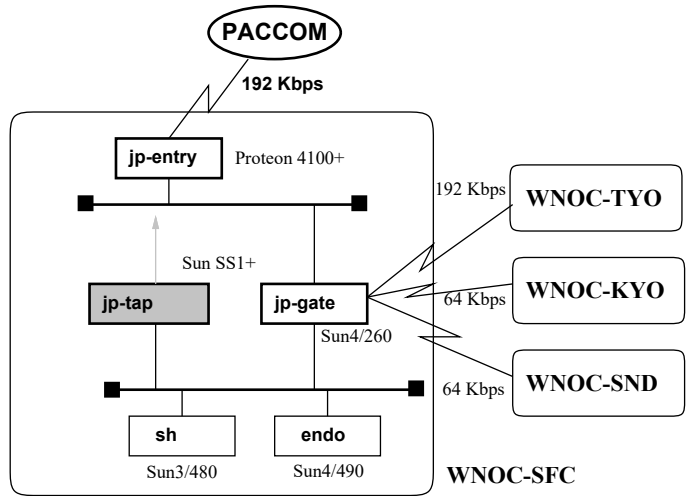 PACCOM
192 Kbps
jp-entry
Proteon 4100+
192 Kbps
WNOC-TYO
Sun SS1+
jp-tap
jp-gate
64 Kbps
WNOC-KYO
Sun4/260
64 Kbps
WNOC-SND
sh
endo
Sun3/480
Sun4/490
WNOC-SFC